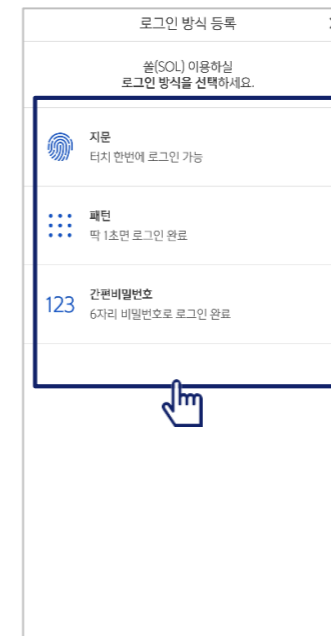 로그인 방식 등록
쏠(SOL) 이용하실
로그인 방식을 선택하세요.
지문
터치 한번에 로그인 가능
패턴
딱 1초면 로그인 완료
123
간편비밀번호
6자리 비밀번호로 로그인 완료